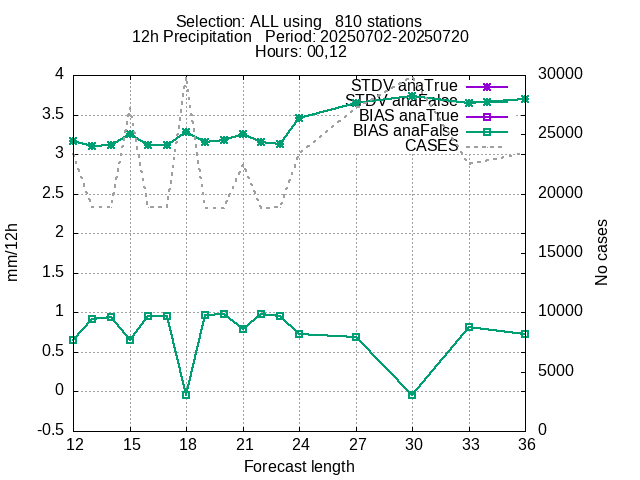 Selection: ALL using   810 stations
12h Precipitation   Period: 20250702-20250720
Hours: 00,12
STDV anaTrue
STDV anaFalse
BIAS anaTrue
BIAS anaFalse
CASES
4
3.5
3
2.5
2
1.5
1
0.5
0
-0.5
30000
25000
20000
15000
10000
5000
0
mm/12h
No cases
12 15 18 21 24 27 30 33 36
Forecast length